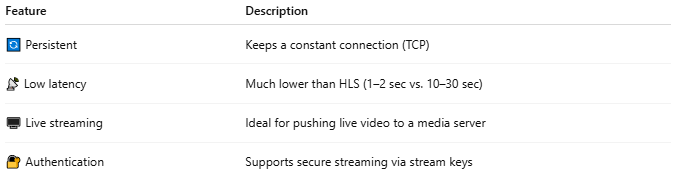 Feature Description
Persistent Keeps a constant connection (TCP)
Low latency Much lower than HLS (1–2 sec vs. 10–30 sec)
Live streaming Ideal for pushing live video to a media server
Authentication Supports secure streaming via stream keys